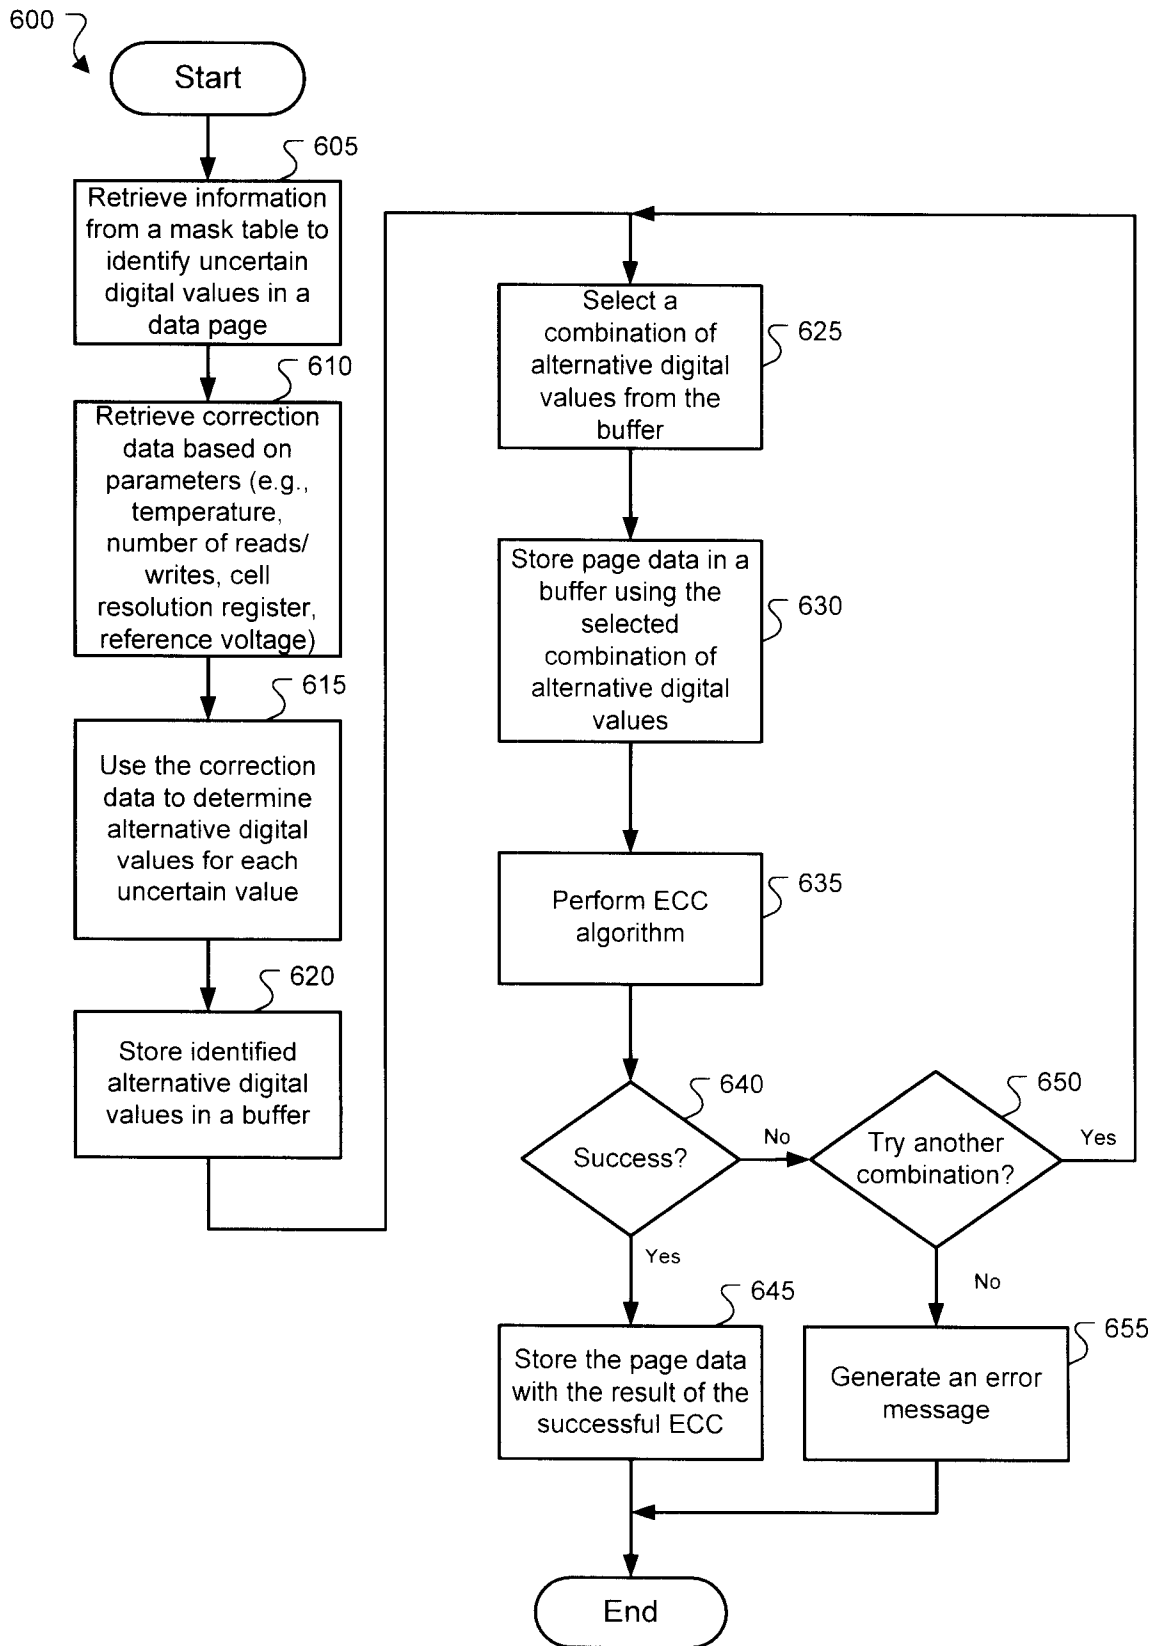 600
Start
605
Retrieve information
from a mask table to
identify uncertain
digital values in a
data page
610
Retrieve correction
data based on
parameters (e.g.,
temperature,
number of reads/
writes, cell
resolution register,
reference voltage)
615
Use the correction
data to determine
alternative digital
values for each
uncertain value
620
Store identified
alternative digital
values in a buffer
625
Select a
combination of
alternative digital
values from the
buffer
630
Store page data in a
buffer using the
selected
combination of
alternative digital
values
635
Perform ECC
algorithm
640
Success?
No
Yes
650
Try another
combination?
Yes
No
645
Store the page data
with the result of the
successful ECC
655
Generate an error
message
End